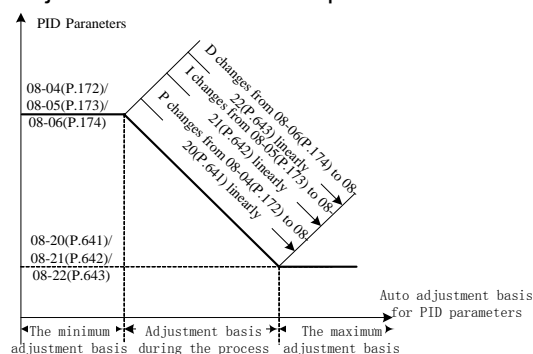 PID Paraneters
08-04(P.172)/
08-05(P.173)/
08-06(P.174)
D changes from 08-06(P.174) to 08-
22(P.643) linearly
I changes from 08-05(P.173) to 08-
21(P.642) linearly
P changes from 08-04(P.172) to 08-
20(P.641) linearly
08-20(P.641)/
08-21(P.642)/
08-22(P.643)
Auto adjustment basis
for PID parameters
The minimum
adjustment basis
Adjustment basis
during the process
The maximum
adjustment basis